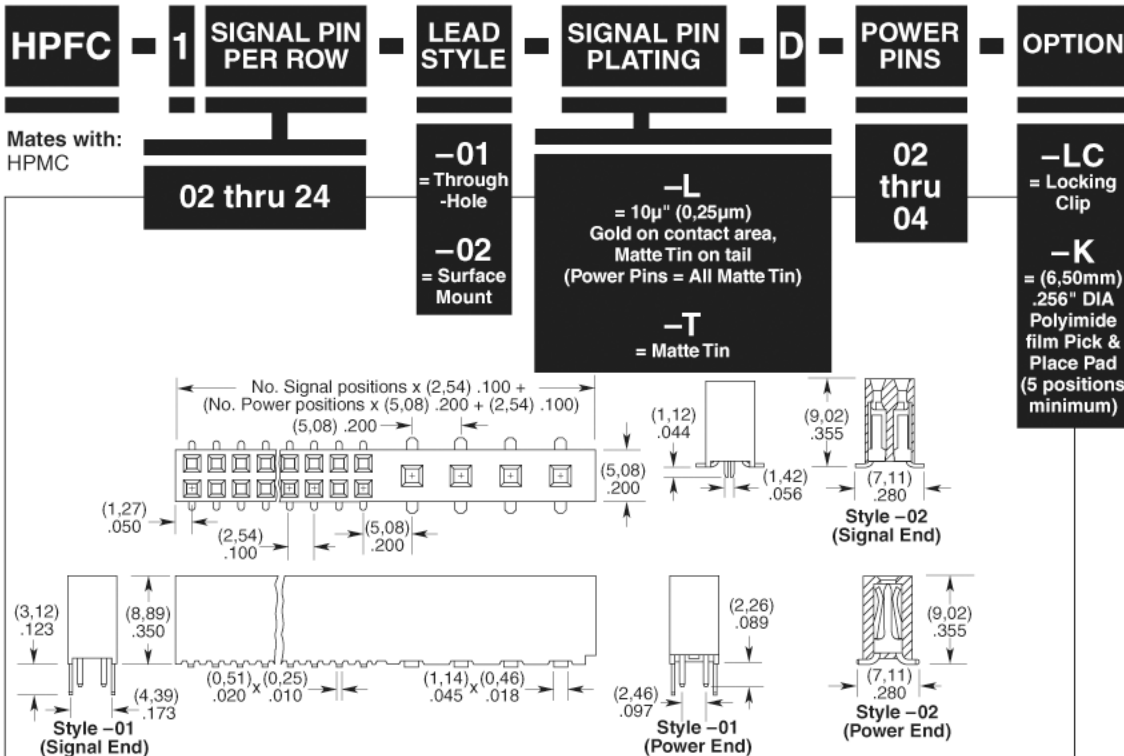 HPFC - 1 SIGNAL PIN PER ROW - LEAD STYLE - SIGNAL PIN PLATING - D - POWER PINS - OPTION
Mates with:
HPMC
02 thru 24
–01
= Through
-Hole
–02
= Surface
Mount
–L
= 10µ" (0,25µm)
Gold on contact area,
Matte Tin on tail
(Power Pins = All Matte Tin)
–T
= Matte Tin
02
thru
04
–LC
= Locking
Clip
–K
= (6,50mm)
.256" DIA
Polyimide
film Pick &
Place Pad
(5 positions
minimum)
No. Signal positions x (2,54) .100 +
(No. Power positions x (5,08) .200 + (2,54) .100)
(5,08) .200
(5,08)
.200
(1,27)
.050
(2,54)
.100
(5,08)
.200
(1,12)
.044
(1,42)
.056
(9,02)
.355
(7,11)
.280
Style –02
(Signal End)
(3,12)
.123
(8,89)
.350
(4,39)
.173
Style –01
(Signal End)
(0,51) x (0,25)
.020 .010
(1,14) x (0,46)
.045 .018
(2,26)
.089
(2,46)
.097
Style –01
(Power End)
(9,02)
.355
(7,11)
.280
Style –02
(Power End)